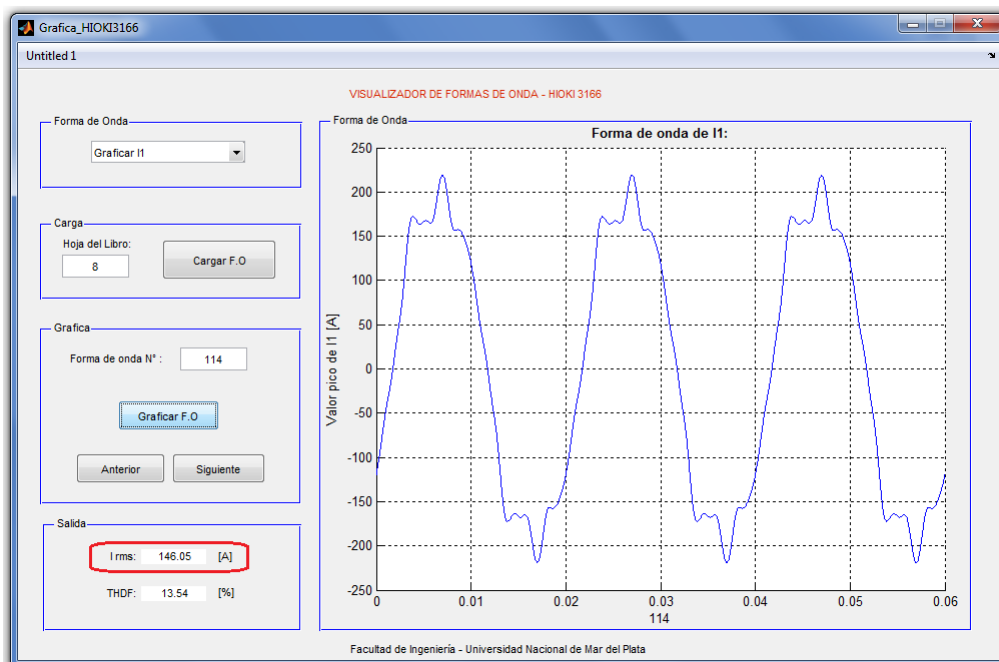 Grafica_HIOKI3166
Untitled 1
VISUALIZADOR DE FORMAS DE ONDA - HIOKI 3166
Forma de Onda
Graficar I1
Carga
Hoja del Libro:
8
Cargar F.O
Grafica
Forma de onda N° :
114
Graficar F.O
Anterior
Siguiente
Salida
I rms: 146.05 [A]
THDF: 13.54 [%]
Forma de Onda
Forma de onda de I1:
Valor pico de I1 [A]
250
200
150
100
50
0
-50
-100
-150
-200
-250
0 0.01 0.02 0.03 0.04 0.05 0.06
114
Facultad de Ingeniería - Universidad Nacional de Mar del Plata